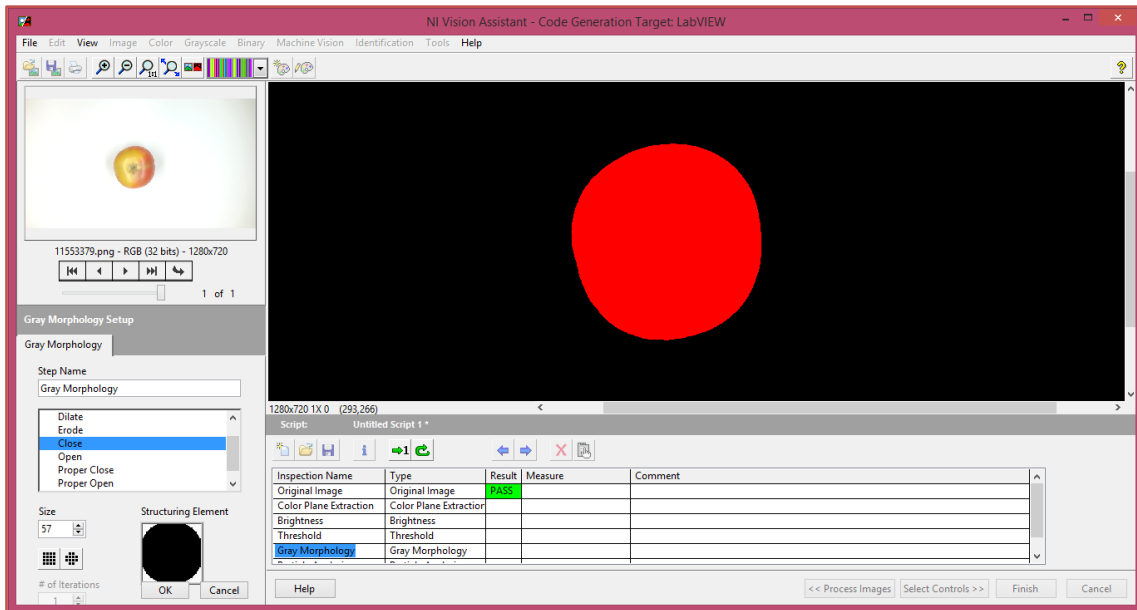 NI Vision Assistant - Code Generation Target: LabVIEW
File Edit View Image Color Grayscale Binary Machine Vision Identification Tools Help
1:1
?
11553379.png - RGB (32 bits) - 1280x720
1 of 1
Gray Morphology Setup
Gray Morphology
Step Name
Gray Morphology
Dilate
Erode
Close
Open
Proper Close
Proper Open
Size
Structuring Element
57
# of Iterations
1
OK Cancel
1280x720 1X 0 (293,266)
Script: Untitled Script 1 *
1
Inspection Name Type Result Measure Comment
Original Image Original Image PASS
Color Plane Extraction Color Plane Extraction
Brightness Brightness
Threshold Threshold
Gray Morphology Gray Morphology
Help << Process Images Select Controls >> Finish Cancel